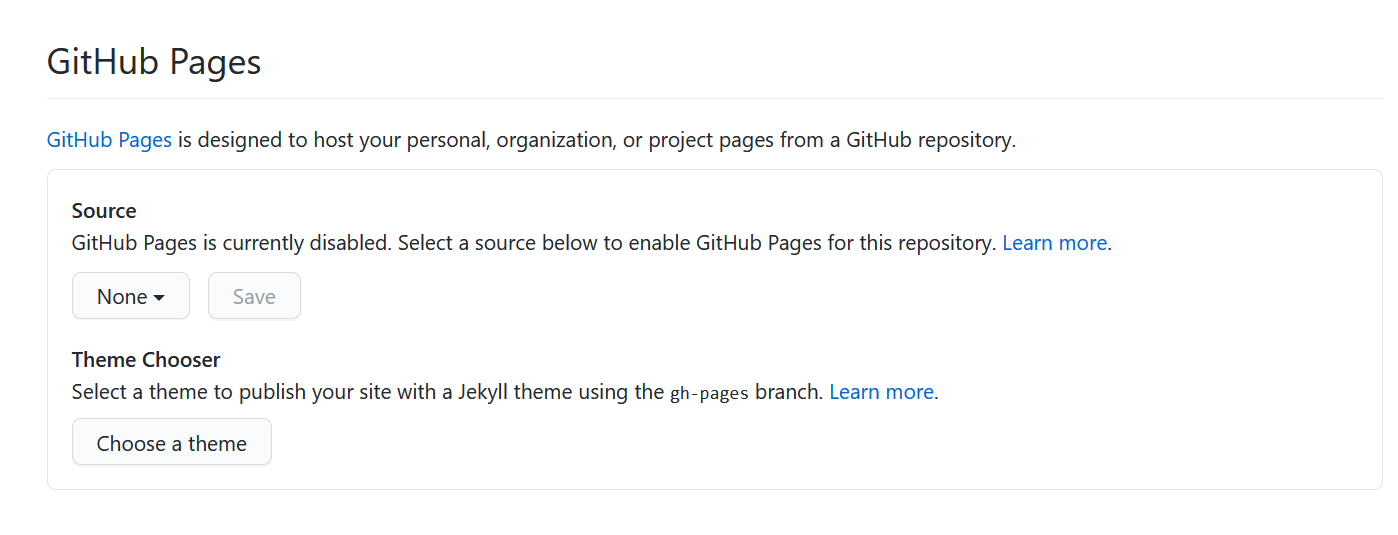 GitHub Pages
GitHub Pages is designed to host your personal, organization, or project pages from a GitHub repository.
Source
GitHub Pages is currently disabled. Select a source below to enable GitHub Pages for this repository. Learn more.
None Save
Theme Chooser
Select a theme to publish your site with a Jekyll theme using the gh-pages branch. Learn more.
Choose a theme